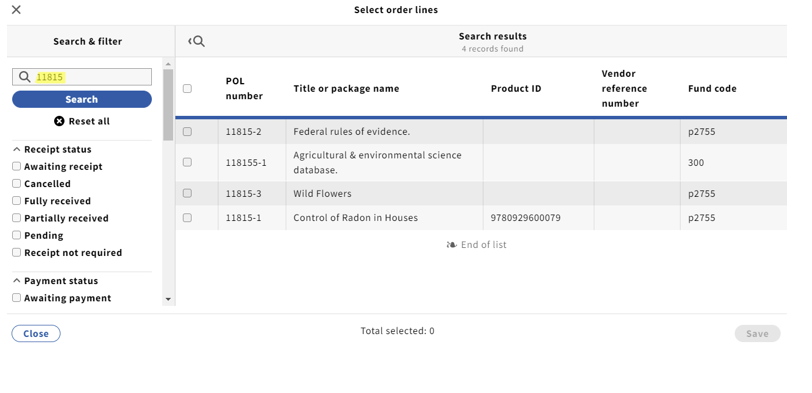 Select order lines
Search & filter
Search results
4 records found
11815
Search
Reset all
Receipt status
Awaiting receipt
Cancelled
Fully received
Partially received
Pending
Receipt not required
Payment status
Awaiting payment
POL number
Title or package name
Product ID
Vendor reference number
Fund code
11815-2 Federal rules of evidence. p2755
118155-1 Agricultural & environmental science database. 300
11815-3 Wild Flowers p2755
11815-1 Control of Radon in Houses 9780929600079 p2755
End of list
Close
Total selected: 0
Save